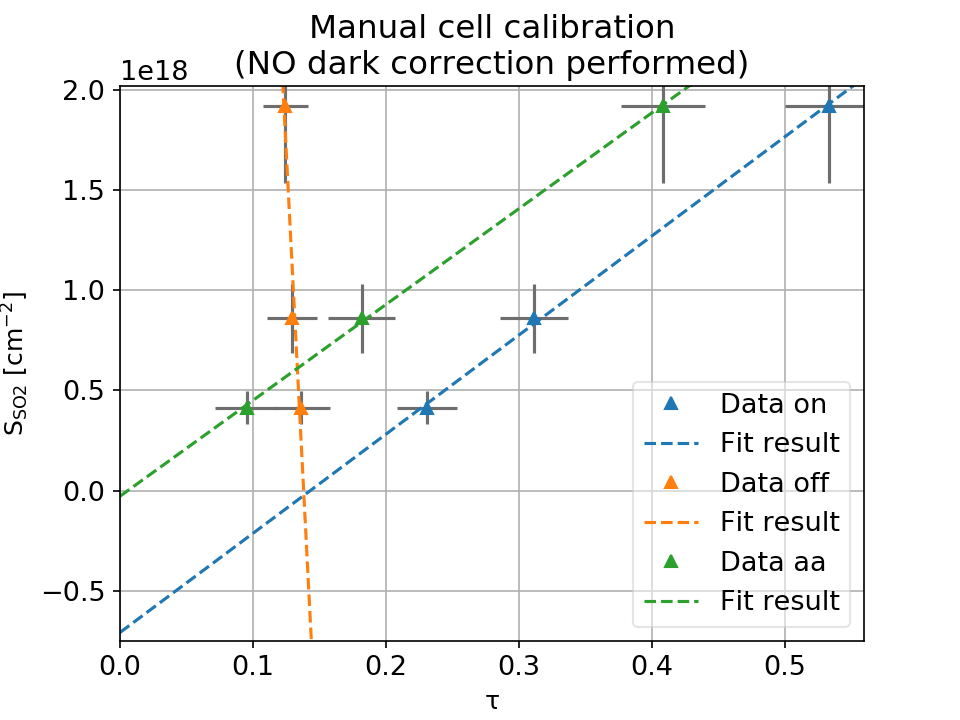 Manual cell calibration
(NO dark correction performed)
1e18
2.0
1.5
1.0
0.5
0.0
−0.5
S_SO2 [cm⁻²]
0.0 0.1 0.2 0.3 0.4 0.5
τ
Data on
Fit result
Data off
Fit result
Data aa
Fit result